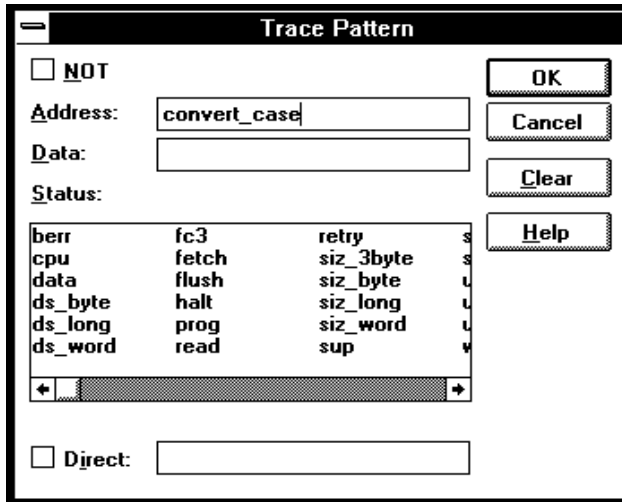 Trace Pattern
NOT
OK
Address: convert_case
Cancel
Data:
Clear
Status:
Help
berr fc3 retry s
cpu fetch siz_3byte s
data flush siz_byte
ds_byte halt siz_long
ds_long prog siz_word
ds_word read sup
Direct: